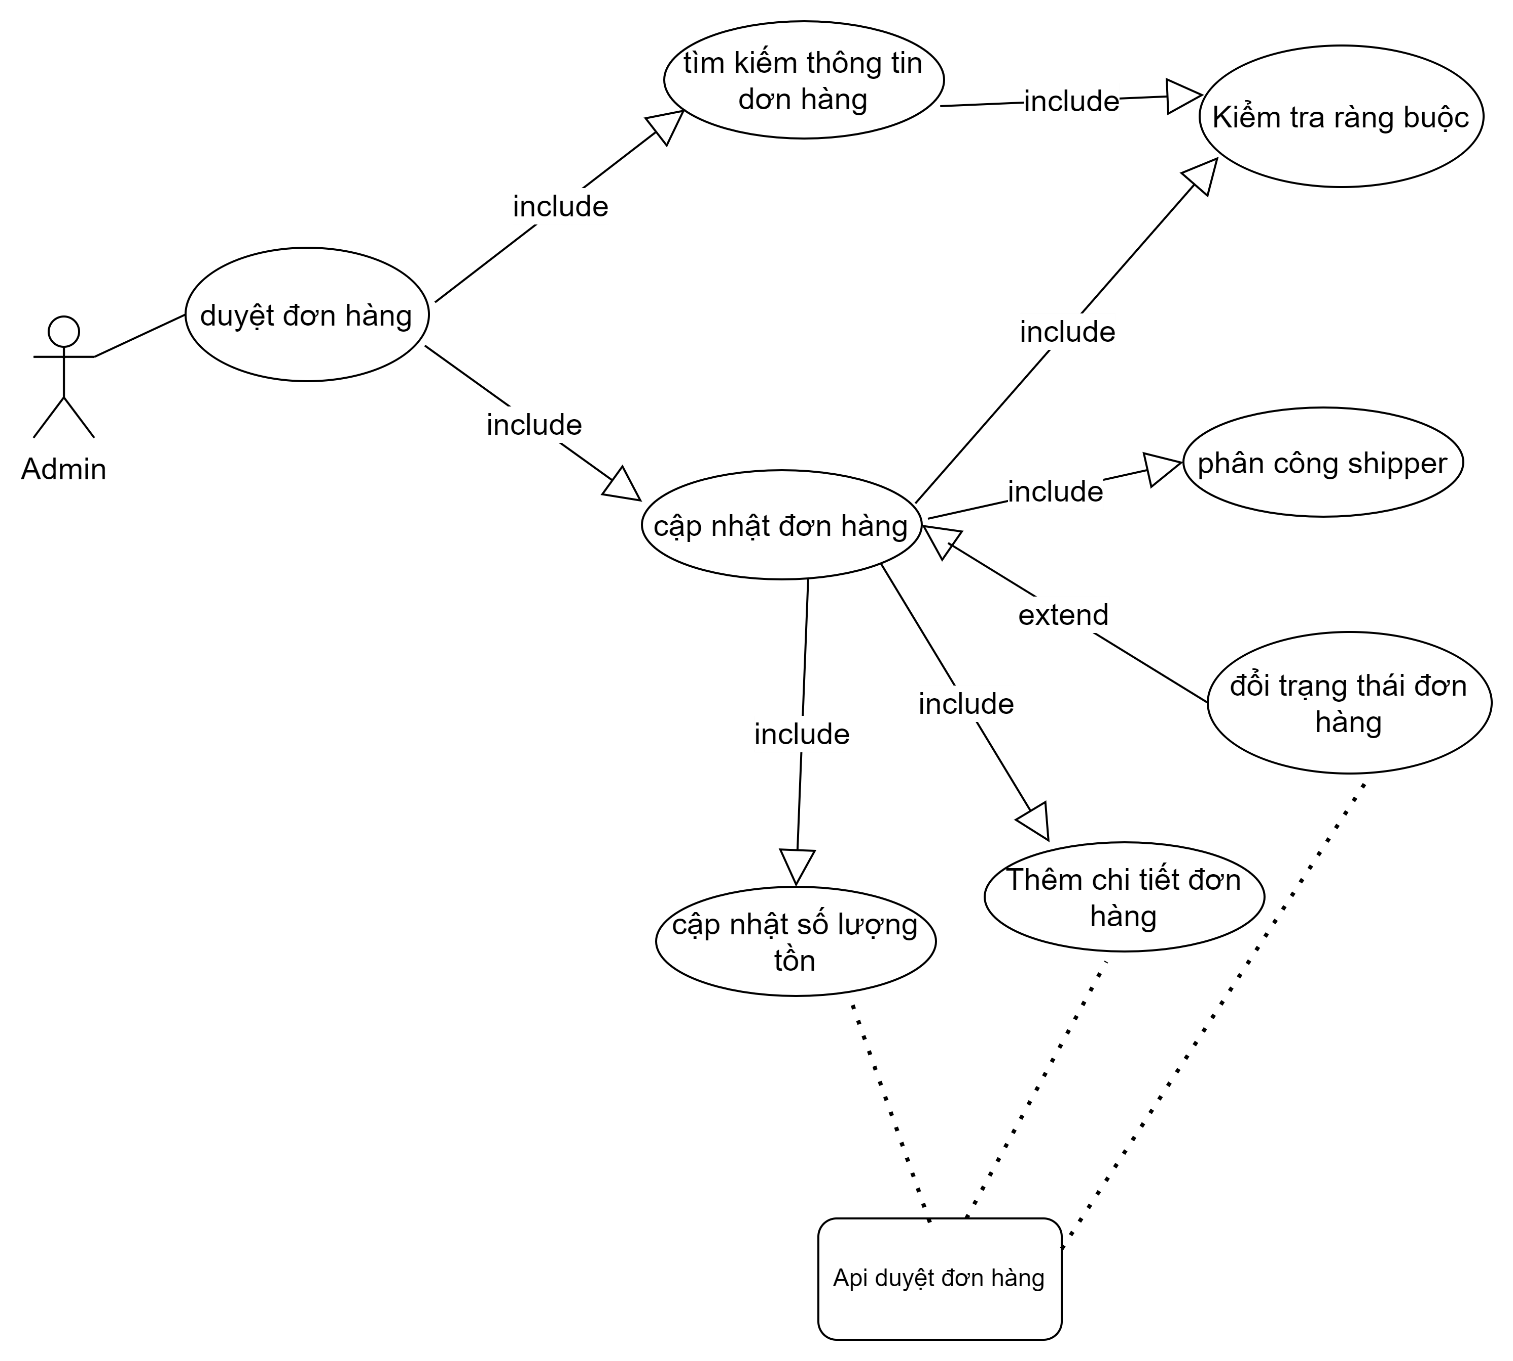 tìm kiếm thông tin
dơn hàng
include
Kiểm tra ràng buộc
include
duyệt đơn hàng
include
include
Admin
cập nhật đơn hàng
include
phân công shipper
extend
đổi trạng thái đơn
hàng
include
include
Thêm chi tiết đơn
hàng
cập nhật số lượng
tồn
Api duyệt đơn hàng